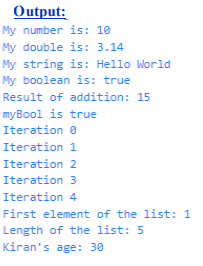 Output:
My number is: 10
My double is: 3.14
My string is: Hello World
My boolean is: true
Result of addition: 15
myBool is true
Iteration 0
Iteration 1
Iteration 2
Iteration 3
Iteration 4
First element of the list: 1
Length of the list: 5
Kiran's age: 30